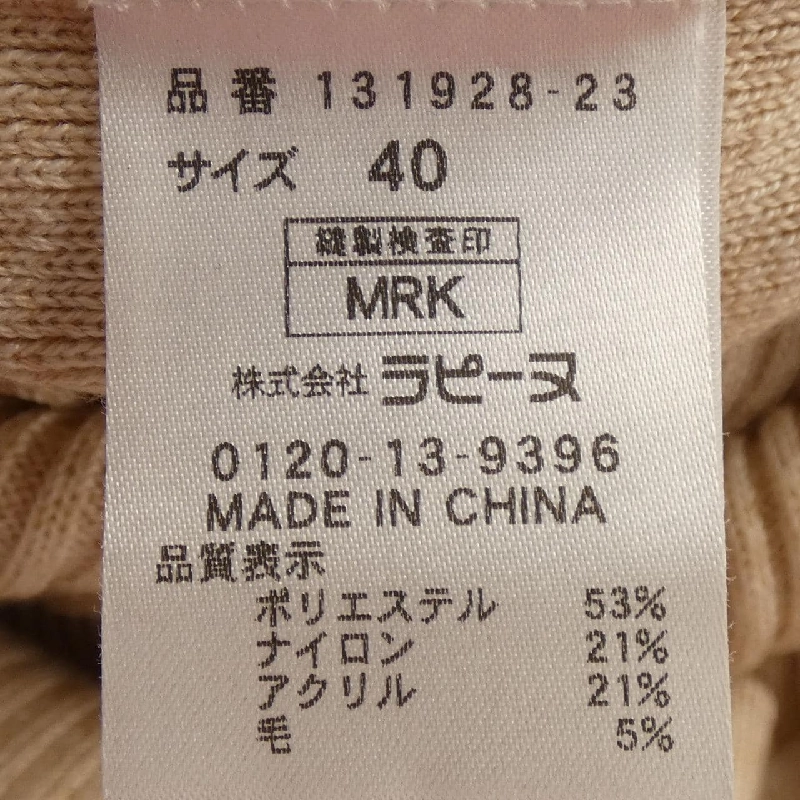 品番 131928-23
サイズ 40
縫製検査印
MRK
株式会社 ラピーヌ
0120-13-9396
MADE IN CHINA
品質表示
ポリエステル 53%
ナイロン 21%
アクリル 21%
毛 5%